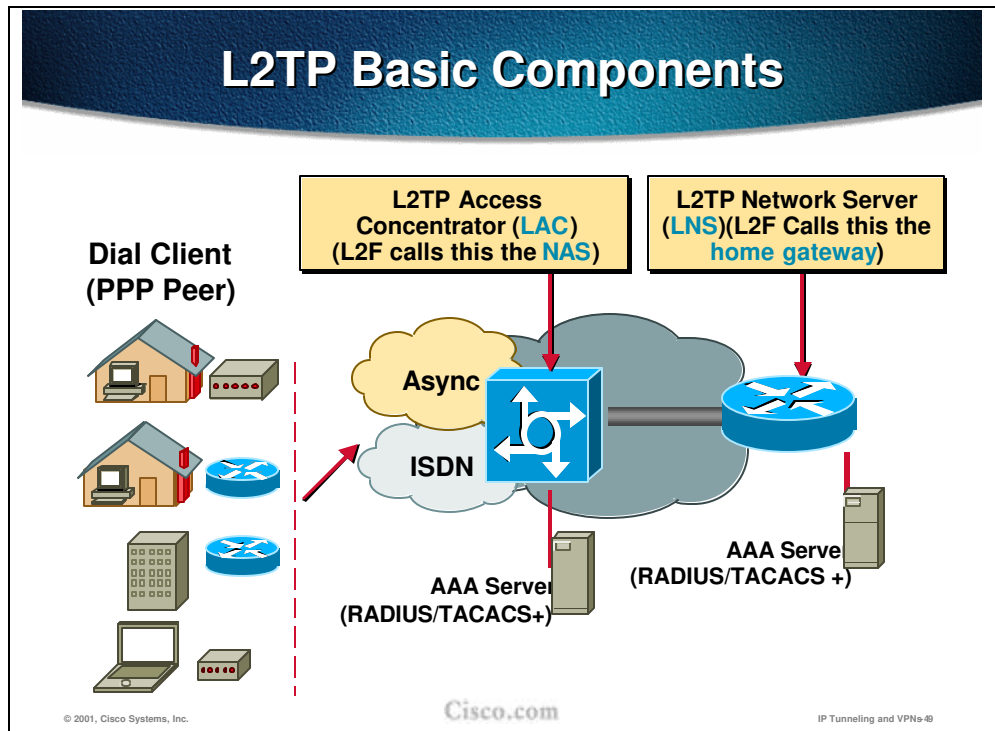 L2TP Basic Components
L2TP Access
Concentrator (LAC)
(L2F calls this the NAS)
L2TP Network Server
(LNS)(L2F Calls this the
home gateway)
Dial Client
(PPP Peer)
Async
ISDN
AAA Server
(RADIUS/TACACS+)
AAA Server
(RADIUS/TACACS +)
© 2001, Cisco Systems, Inc.
Cisco.com
IP Tunneling and VPNs-49